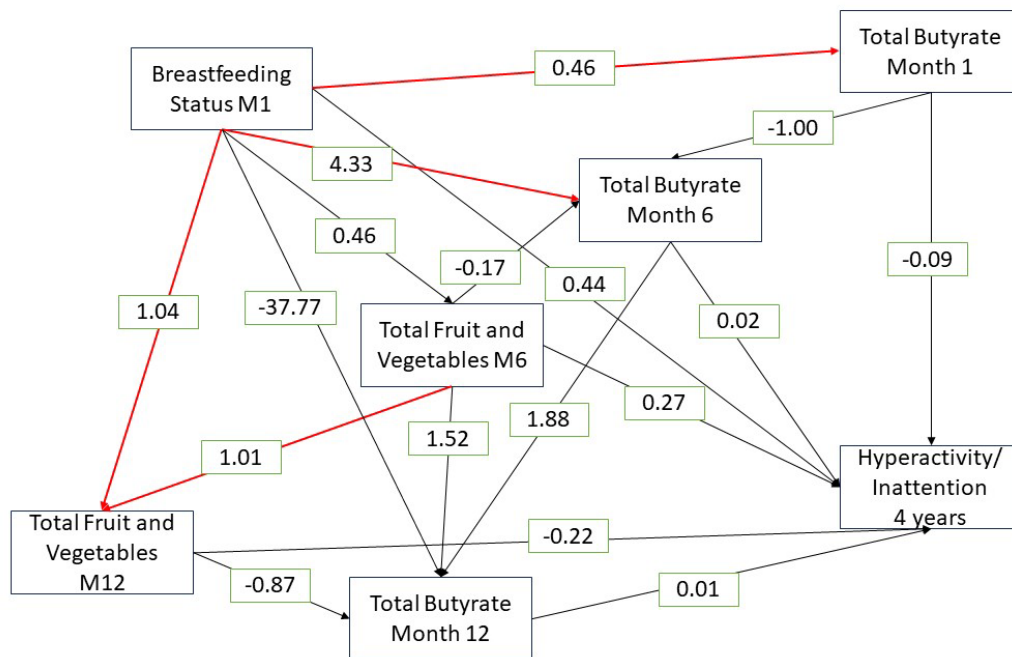 Total Butyrate
Month 1
Breastfeeding
Status M1
0.46
-1.00
4.33
Total Butyrate
Month 6
0.46
-0.17
0.44
-0.09
1.04
-37.77
0.02
Total Fruit and
Vegetables M6
0.27
1.88
1.52
1.01
Hyperactivity/
Inattention
4 years
Total Fruit and
Vegetables
M12
-0.22
-0.87
0.01
Total Butyrate
Month 12